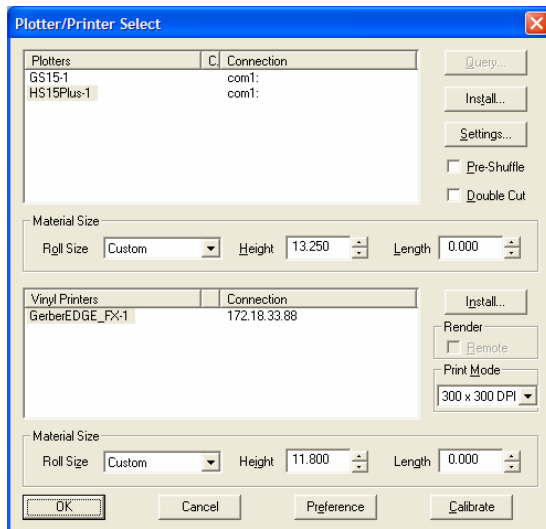 Plotter/Printer Select
Plotters C. Connection
GS15-1 com1:
HS15Plus-1 com1:
Query...
Install...
Settings...
Pre-Shuffle
Double Cut
Material Size
Roll Size Custom Height 13.250 Length 0.000
Vinyl Printers Connection
GerberEDGE_FX-1 172.18.33.88
Install...
Render
Remote
Print Mode
300 x 300 DPI
Material Size
Roll Size Custom Height 11.800 Length 0.000
OK Cancel Preference Calibrate